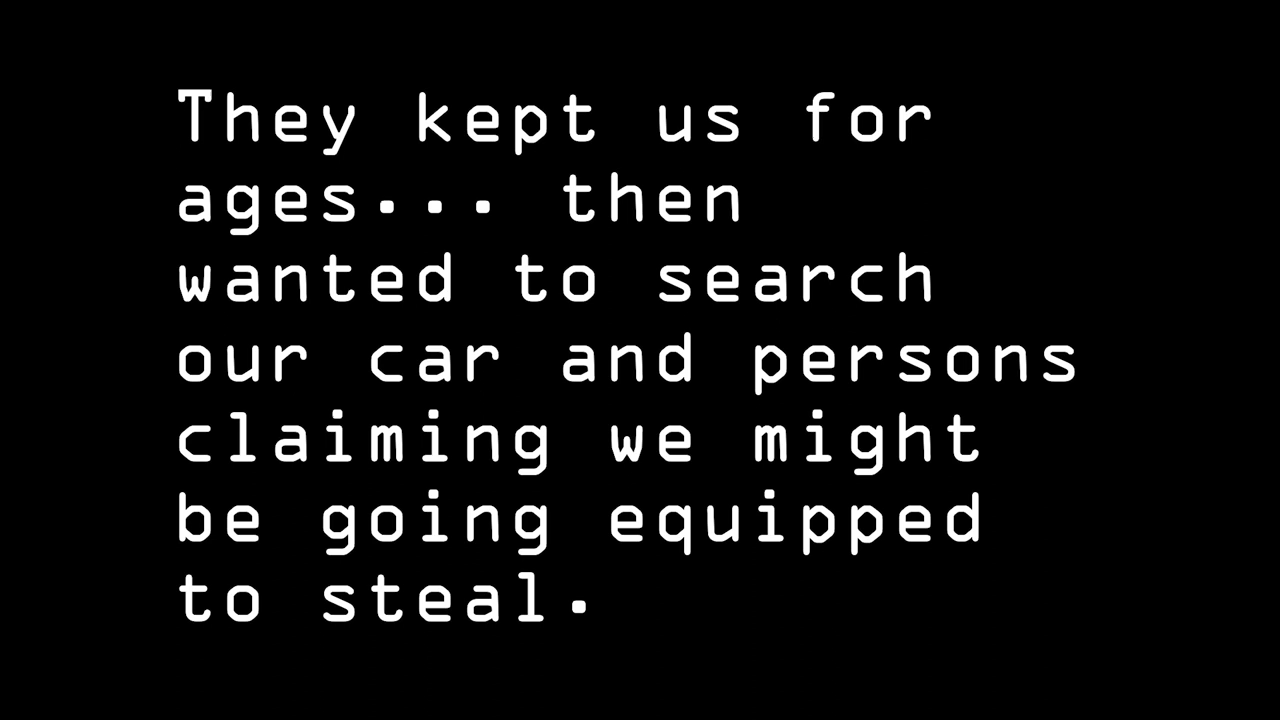 They kept us for
ages... then
wanted to search
our car and persons
claiming we might
be going equipped
to steal.